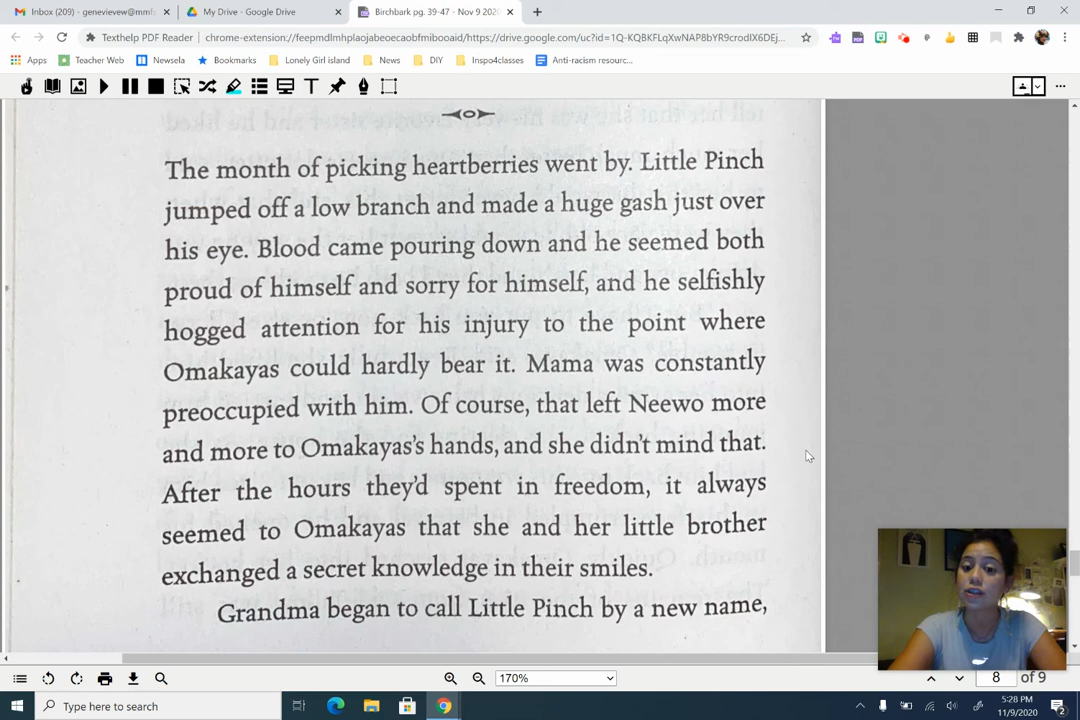 Inbox (209) - genevievew@mmf
My Drive - Google Drive
Birchbark pg. 39-47 - Nov 9 2020
Texthelp PDF Reader
chrome-extension://feepmdlmhplaojabeoecaobfmibooaid/https://drive.google.com/uc?id=1Q-KQBKFLqXwNAP8bYR9crodIX6DEj...
Apps
Teacher Web
Newsela
Bookmarks
Lonely Girl island
News
DIY
Inspo4classes
Anti-racism resourc...
The month of picking heartberries went by. Little Pinch
jumped off a low branch and made a huge gash just over
his eye. Blood came pouring down and he seemed both
proud of himself and sorry for himself, and he selfishly
hogged attention for his injury to the point where
Omakayas could hardly bear it. Mama was constantly
preoccupied with him. Of course, that left Neewo more
and more to Omakayas's hands, and she didn't mind that.
After the hours they'd spent in freedom, it always
seemed to Omakayas that she and her little brother
exchanged a secret knowledge in their smiles.
Grandma began to call Little Pinch by a new name,
170%
8 of 9
Type here to search
5:28 PM
11/9/2020
2